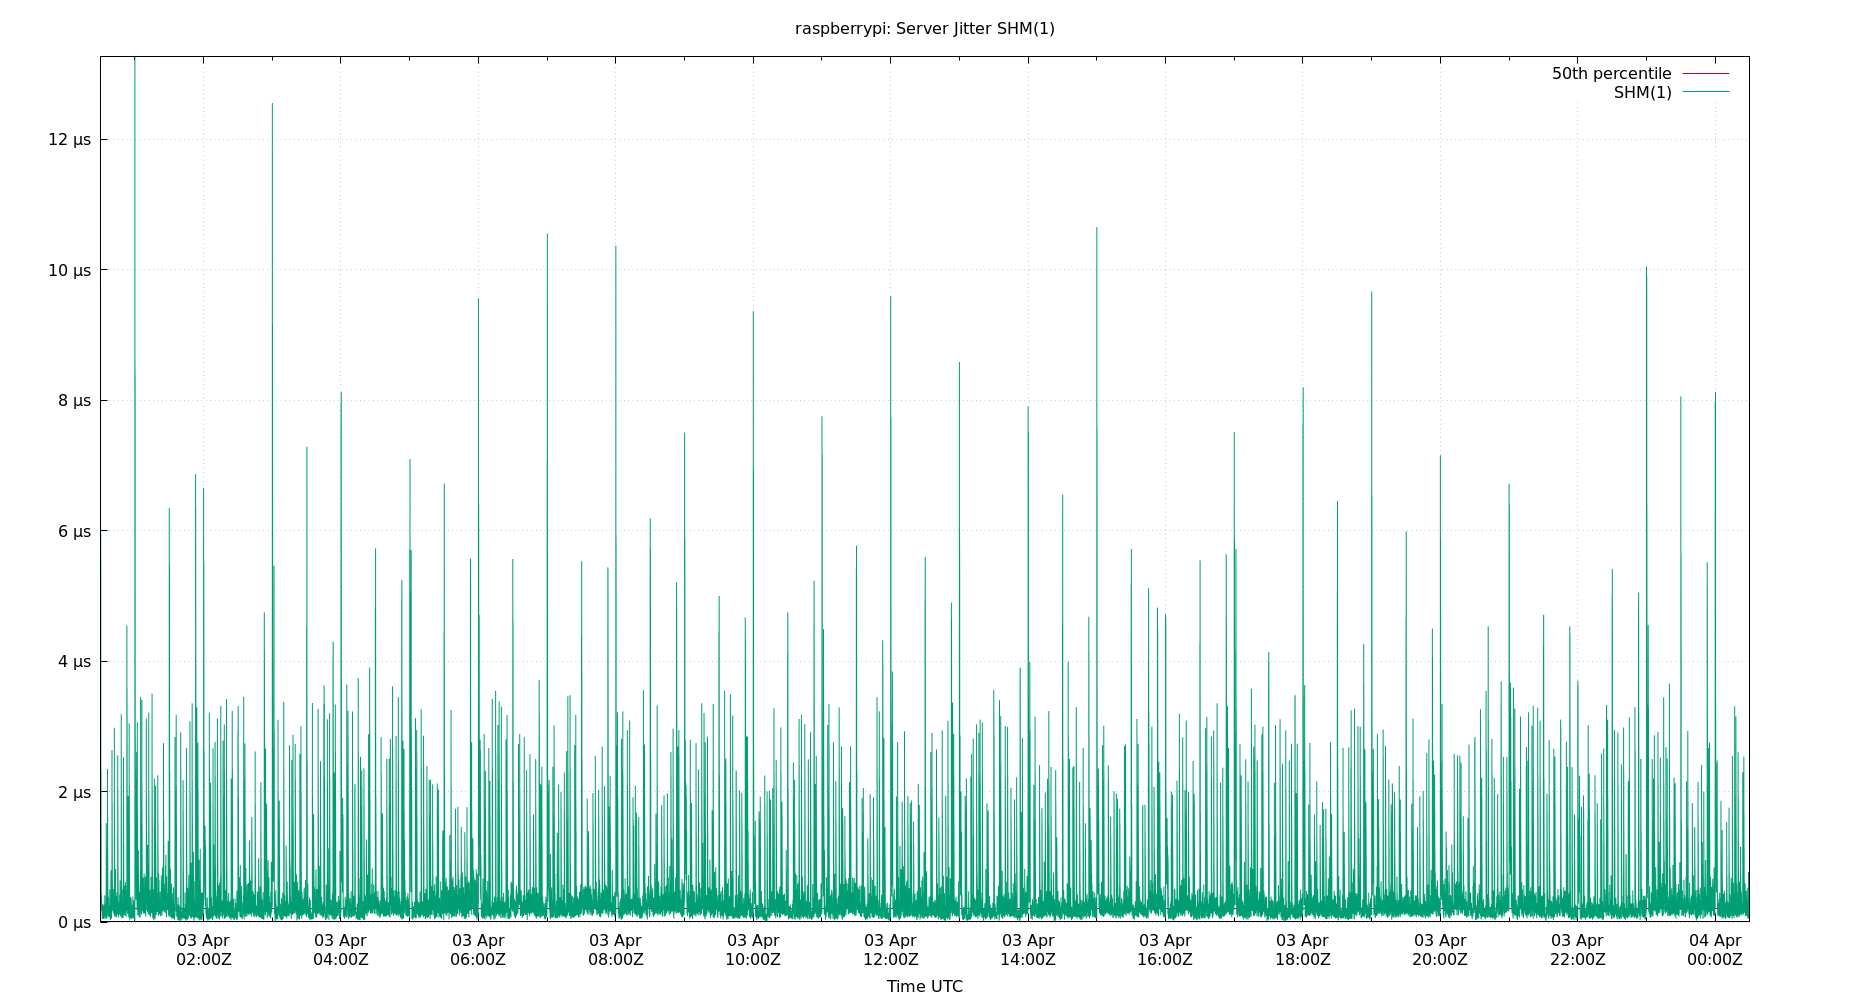 raspberrypi: Server Jitter SHM(1)
50th percentile
SHM(1)
12 µs
10 µs
8 µs
6 µs
4 µs
2 µs
0 µs
03 Apr 03 Apr 03 Apr 03 Apr 03 Apr 03 Apr 03 Apr 03 Apr 03 Apr 03 Apr 03 Apr 04 Apr
02:00Z 04:00Z 06:00Z 08:00Z 10:00Z 12:00Z 14:00Z 16:00Z 18:00Z 20:00Z 22:00Z 00:00Z
Time UTC